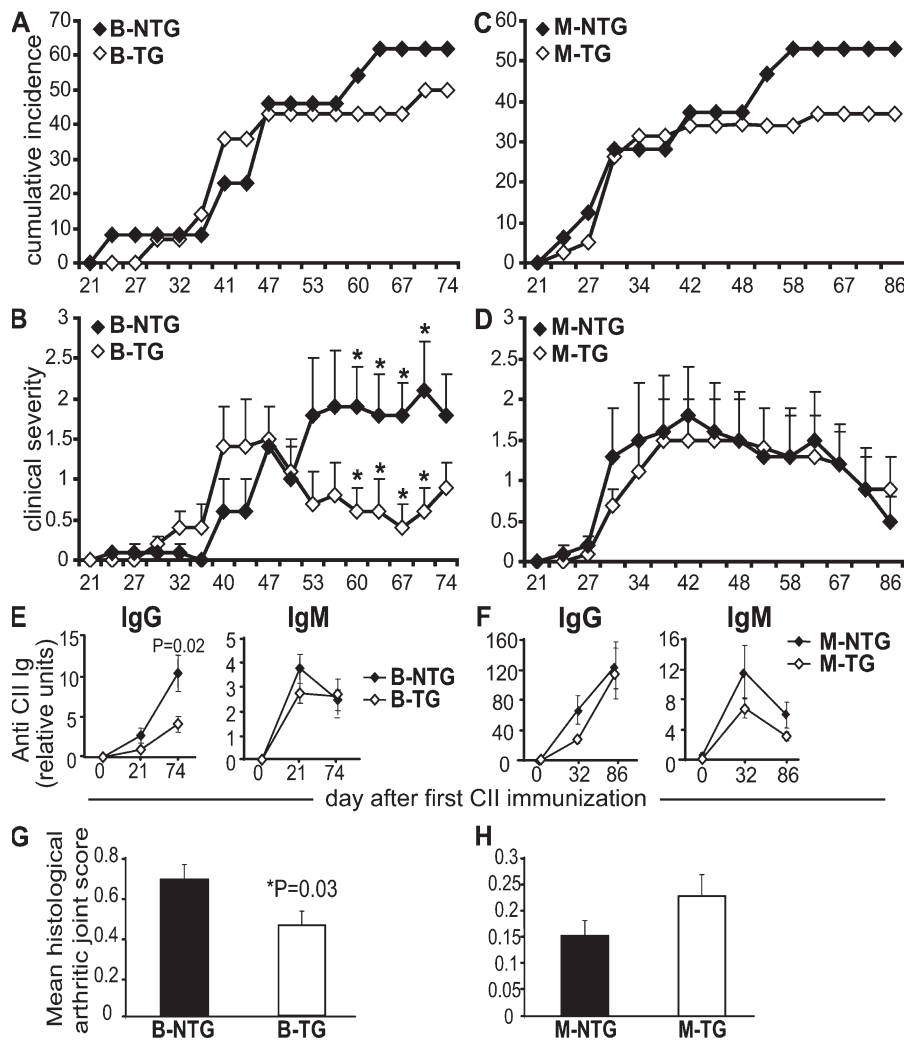 A
B-NTG
B-TG
cumulative incidence
70
60
50
40
30
20
10
0
21 27 32 41 47 53 60 67 74
C
M-NTG
M-TG
60
50
40
30
20
10
0
21 27 34 42 48 58 67 86
B
B-NTG
B-TG
clinical severity
3
2.5
2
1.5
1
0.5
0
* * * *
* * * *
21 27 32 40 47 53 60 67 74
D
M-NTG
M-TG
3
2.5
2
1.5
1
0.5
0
21 27 34 42 48 58 67 86
E
Anti CII Ig
(relative units)
IgG
15
10
5
0
P=0.02
0 21 74
IgM
5
4
3
2
1
0
0 21 74
B-NTG
B-TG
F
IgG
160
120
80
40
0
0 32 86
IgM
16
12
8
4
0
0 32 86
M-NTG
M-TG
day after first CII immunization
G
Mean histological
arthritic joint score
0.8
0.6
0.4
0.2
0
*P=0.03
B-NTG B-TG
H
0.3
0.25
0.2
0.15
0.1
0.05
0
M-NTG M-TG